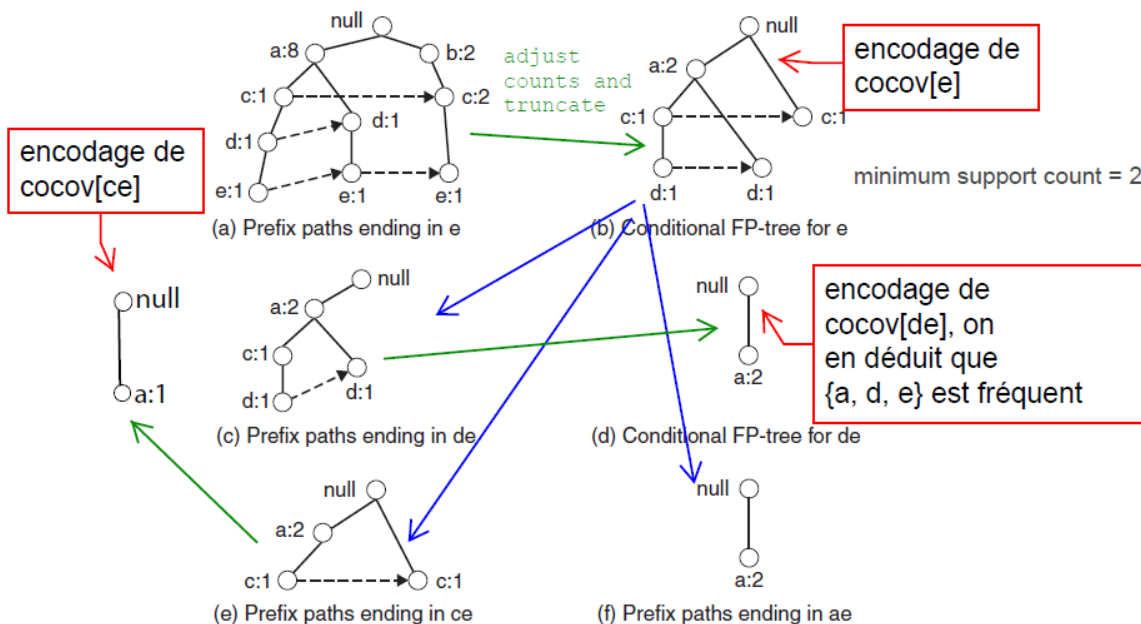 null
a:8
b:2
c:1
c:2
d:1
d:1
e:1
e:1
e:1
(a) Prefix paths ending in e
adjust
counts and
truncate
null
a:2
c:1
c:1
d:1
d:1
(b) Conditional FP-tree for e
encodage de
cocov[e]
minimum support count = 2
encodage de
cocov[ce]
null
a:1
null
a:2
c:1
d:1
d:1
(c) Prefix paths ending in de
null
a:2
(d) Conditional FP-tree for de
encodage de
cocov[de], on
en déduit que
{a, d, e} est fréquent
null
a:2
c:1
c:1
(e) Prefix paths ending in ce
null
a:2
(f) Prefix paths ending in ae